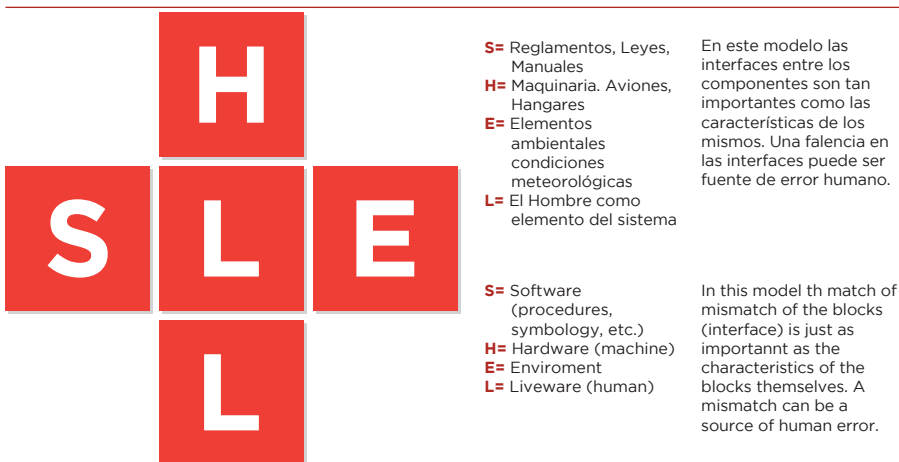 H
S L E
L
S= Reglamentos, Leyes,
Manuales
H= Maquinaria. Aviones,
Hangares
E= Elementos
ambientales
condiciones
meteorológicas
L= El Hombre como
elemento del sistema
En este modelo las
interfaces entre los
componentes son tan
importantes como las
características de los
mismos. Una falencia en
las interfaces puede ser
fuente de error humano.
S= Software
(procedures,
symbology, etc.)
H= Hardware (machine)
E= Enviroment
L= Liveware (human)
In this model th match of
mismatch of the blocks
(interface) is just as
importannt as the
characteristics of the
blocks themselves. A
mismatch can be a
source of human error.